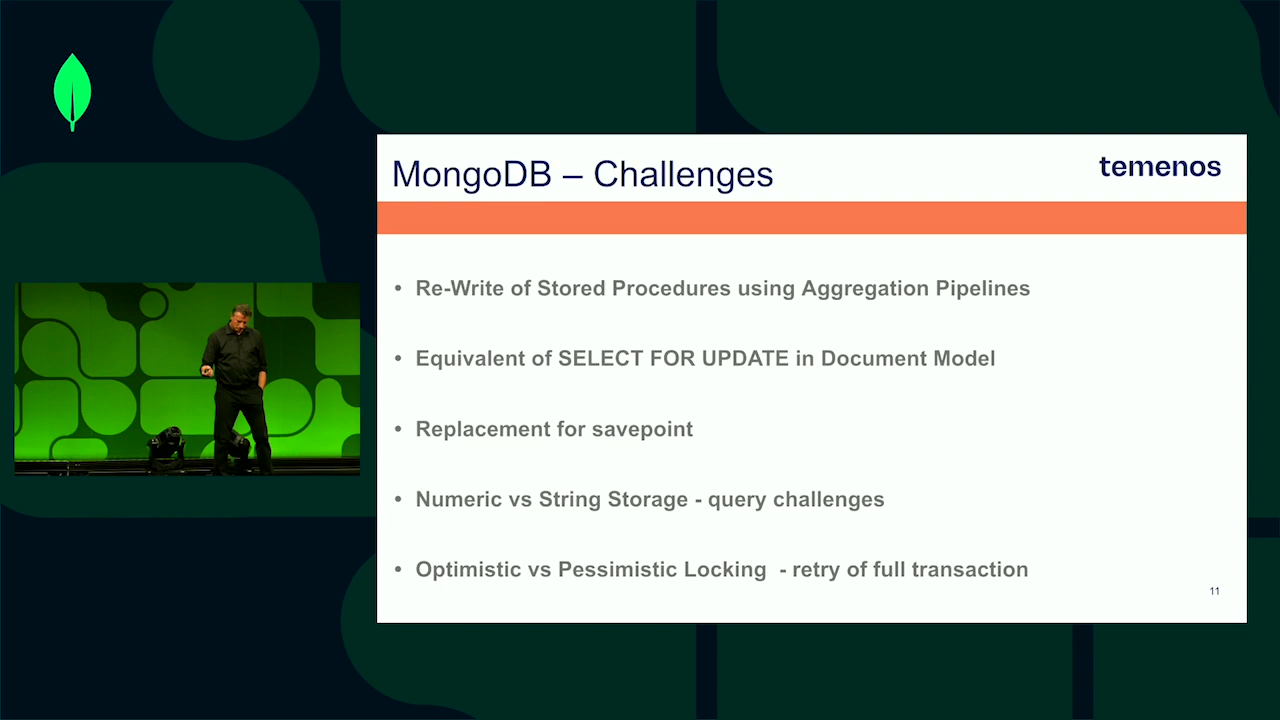 MongoDB – Challenges
temenos
• Re-Write of Stored Procedures using Aggregation Pipelines
• Equivalent of SELECT FOR UPDATE in Document Model
• Replacement for savepoint
• Numeric vs String Storage - query challenges
• Optimistic vs Pessimistic Locking - retry of full transaction
11